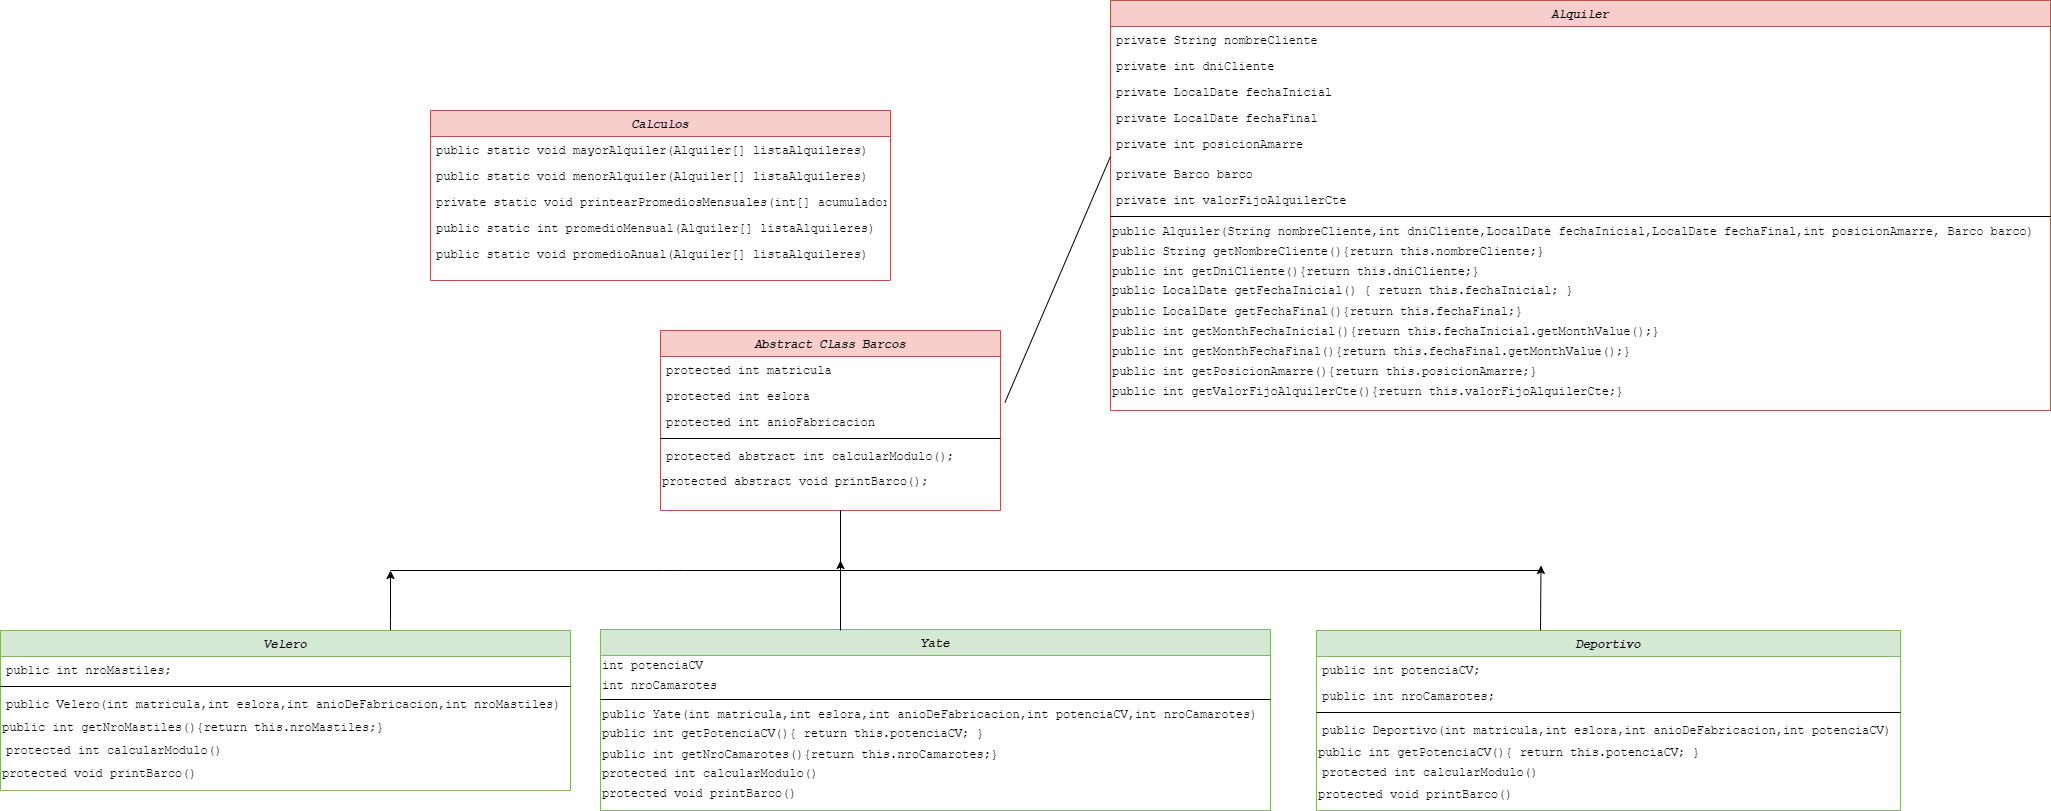 Alquiler
private String nombreCliente
private int dniCliente
private LocalDate fechaInicial
private LocalDate fechaFinal
private int posicionAmarre
private Barco barco
private int valorFijoAlquilerCte
public Alquiler(String nombreCliente,int dniCliente,LocalDate fechaInicial,LocalDate fechaFinal,int posicionAmarre, Barco barco)
public String getNombreCliente(){return this.nombreCliente;}
public int getDniCliente(){return this.dniCliente;}
public LocalDate getFechaInicial() { return this.fechaInicial; }
public LocalDate getFechaFinal(){return this.fechaFinal;}
public int getMonthFechaInicial(){return this.fechaInicial.getMonthValue();}
public int getMonthFechaFinal(){return this.fechaFinal.getMonthValue();}
public int getPosicionAmarre(){return this.posicionAmarre;}
public int getValorFijoAlquilerCte(){return this.valorFijoAlquilerCte;}
Calculos
public static void mayorAlquiler(Alquiler[] listaAlquileres)
public static void menorAlquiler(Alquiler[] listaAlquileres)
private static void printearPromediosMensuales(int[] acumulador
public static int promedioMensual(Alquiler[] listaAlquileres)
public static void promedioAnual(Alquiler[] listaAlquileres)
Abstract Class Barcos
protected int matricula
protected int eslora
protected int anioFabricacion
protected abstract int calcularModulo();
protected abstract void printBarco();
Velero
public int nroMastiles;
public Velero(int matricula,int eslora,int anioDeFabricacion,int nroMastiles)
public int getNroMastiles(){return this.nroMastiles;}
protected int calcularModulo()
protected void printBarco()
Yate
int potenciaCV
int nroCamarotes
public Yate(int matricula,int eslora,int anioDeFabricacion,int potenciaCV,int nroCamarotes)
public int getPotenciaCV(){ return this.potenciaCV; }
public int getNroCamarotes(){return this.nroCamarotes;}
protected int calcularModulo()
protected void printBarco()
Deportivo
public int potenciaCV;
public int nroCamarotes;
public Deportivo(int matricula,int eslora,int anioDeFabricacion,int potenciaCV)
public int getPotenciaCV(){ return this.potenciaCV; }
protected int calcularModulo()
protected void printBarco()